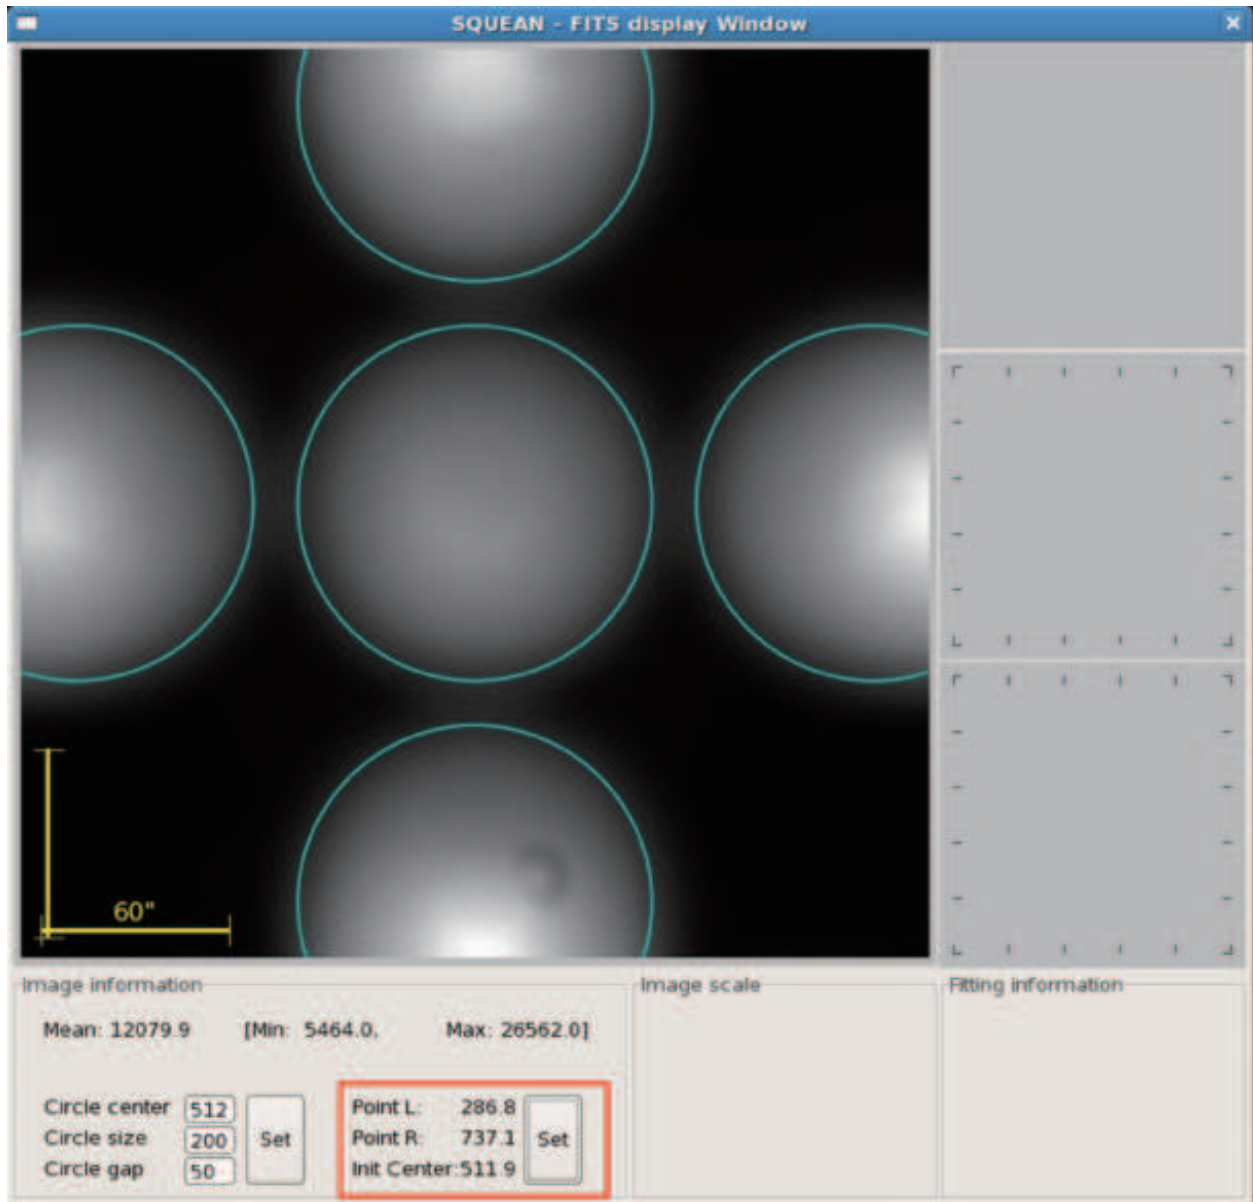 SQUEAN - FITS display Window
60"
Image information
Image scale
Fitting information
Mean: 12079.9 [Min: 5464.0, Max: 26562.0]
Circle center 512
Circle size 200
Circle gap 50
Set
Point L: 286.8
Point R: 737.1
Init Center:511.9
Set